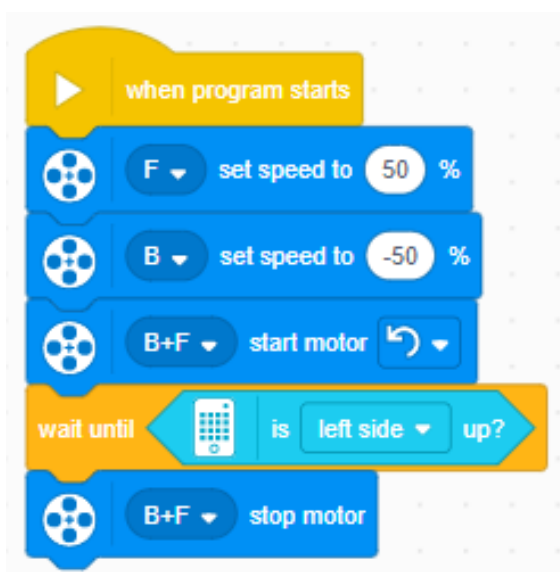 when program starts
F set speed to 50 %
B set speed to -50 %
B+F start motor
wait until is left side up?
B+F stop motor